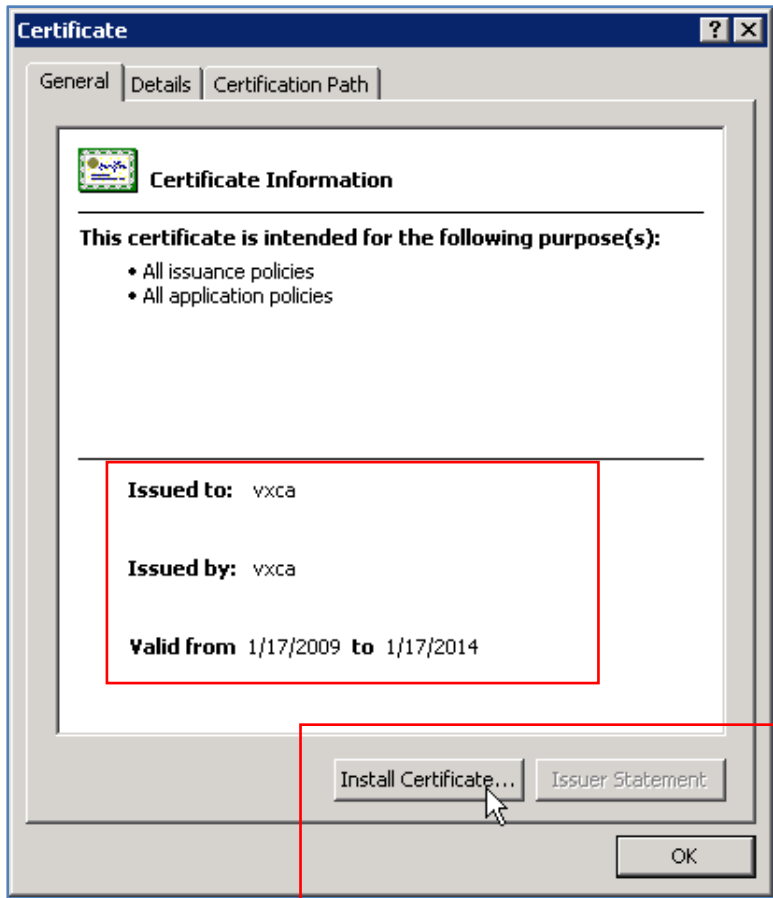 Certificate
General Details Certification Path
Certificate Information
This certificate is intended for the following purpose(s):
• All issuance policies
• All application policies
Issued to: vxca
Issued by: vxca
Valid from 1/17/2009 to 1/17/2014
Install Certificate... Issuer Statement
OK